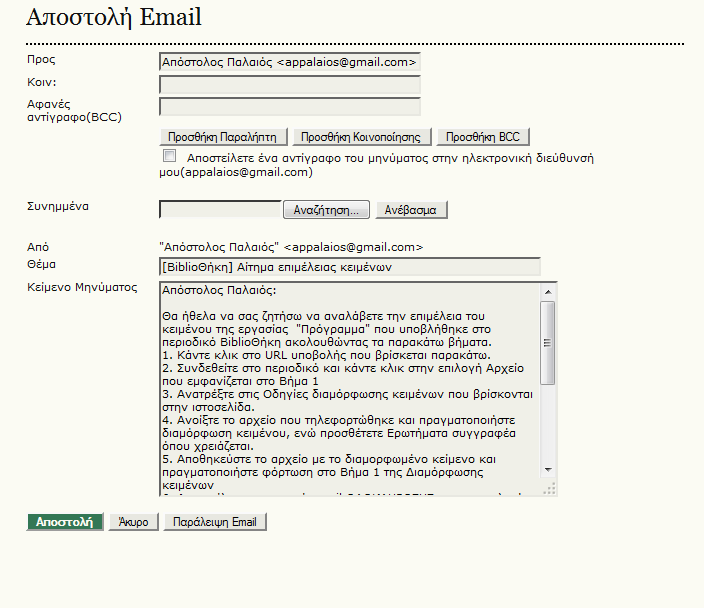 Αποστολή Email
Προς
Απόστολος Παλαιός <appalaios@gmail.com>
Κοιν:
Αφανές
αντίγραφο(BCC)
Προσθήκη Παραλήπτη Προσθήκη Κοινοποίησης Προσθήκη BCC
Αποστείλετε ένα αντίγραφο του μηνύματος στην ηλεκτρονική διεύθυνσή
μου(appalaios@gmail.com)
Συνημμένα
Αναζήτηση... Ανέβασμα
Από
"Απόστολος Παλαιός" <appalaios@gmail.com>
Θέμα
[BiblioΘήκη] Αίτημα επιμέλειας κειμένων
Κείμενο Μηνύματος
Απόστολος Παλαιός:
Θα ήθελα να σας ζητήσω να αναλάβετε την επιμέλεια του
κειμένου της εργασίας "Πρόγραμμα" που υποβλήθηκε στο
περιοδικό BiblioΘήκη ακολουθώντας τα παρακάτω βήματα.
1. Κάντε κλικ στο URL υποβολής που βρίσκεται παρακάτω.
2. Συνδεθείτε στο περιοδικό και κάντε κλικ στην επιλογή Αρχείο
που εμφανίζεται στο Βήμα 1
3. Ανατρέξτε στις Οδηγίες διαμόρφωσης κειμένων που βρίσκονται
στην ιστοσελίδα.
4. Ανοίξτε το αρχείο που τηλεφορτώθηκε και πραγματοποιήστε
διαμόρφωση κειμένου, ενώ προσθέτετε Ερωτήματα συγγραφέα
όπου χρειάζεται.
5. Αποθηκεύστε το αρχείο με το διαμορφωμένο κείμενο και
πραγματοποιήστε φόρτωση στο Βήμα 1 της Διαμόρφωσης
κειμένων
Αποστολή Άκυρο Παράλειψη Email